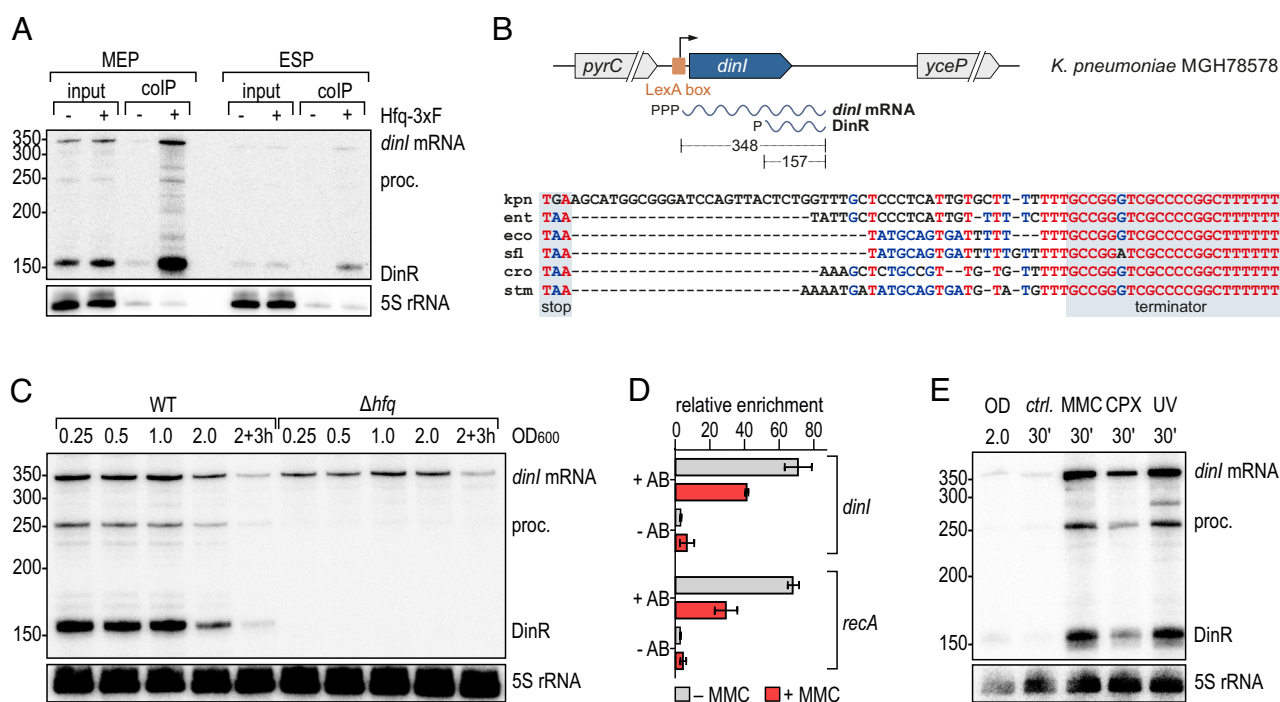 A
MEP ESP
input coIP input coIP
- + - + - + - + Hfq-3xF
350
300
200
150
dinI mRNA
proc.
DinR
5S rRNA
B
pyrC dinI yceP K. pneumoniae MGH78578
LexA box
PPP dinI mRNA
P DinR
348
157
kpn TGAAGCATGGCGGGATCCAGTTACTCTGGTTTGCTCCCTCATTGTGCTT-TTTTTGCCGGGTCGCCCCGGCTTTTTT
ent TAA------------------------TATTGCTCCCTCATTGT-TTT-TCTTTGCCGGGTCGCCCCGGCTTTTTT
eco TAA------------------------------TATGCAGTGATTTTT---TTTGCCGGGTCGCCCCGGCTTTTTT
sfl TAA------------------------------TATGCAGTGATTTTTGTTTTTGCCGGGAUCGCCCCGGCTTTTTT
cro TAA-------------------------AAAGCTCTGCCGT--TG-TG-TTTTGCCGGGTCGCCCCGGCTTTTTT
stm TAA-----------------------AAAATGATATGCAGTGATG-TA-TGTTTGCCGGGTCGCCCCGGCTTTTTT
stop terminator
C
WT Δhfq
0.25 0.5 1.0 2.0 2+3h 0.25 0.5 1.0 2.0 2+3h OD600
350
300
250
200
150
dinI mRNA
proc.
DinR
5S rRNA
D
relative enrichment
0 20 40 60 80
+ AB
- AB
dinI
+ AB
- AB
recA
– MMC + MMC
E
OD ctrl. MMC CPX UV
2.0 30' 30' 30' 30'
350
300
250
200
150
dinI mRNA
proc.
DinR
5S rRNA